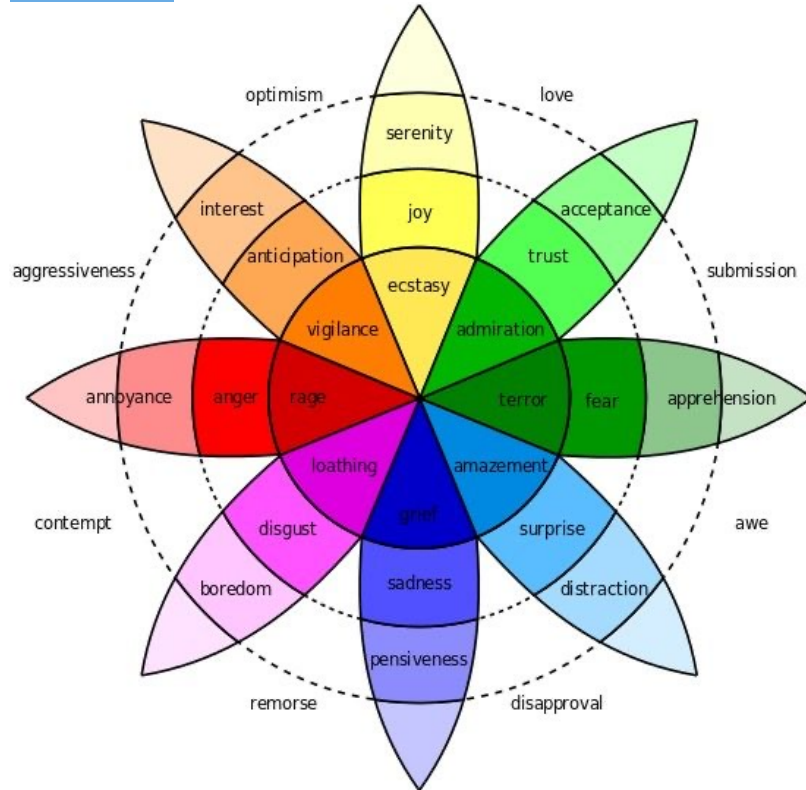 optimism
love
serenity
interest
acceptance
joy
anticipation
trust
aggressiveness
submission
ecstasy
vigilance
admiration
annoyance
anger
rage
terror
fear
apprehension
loathing
amazement
contempt
grief
awe
disgust
surprise
boredom
sadness
distraction
pensiveness
remorse
disapproval